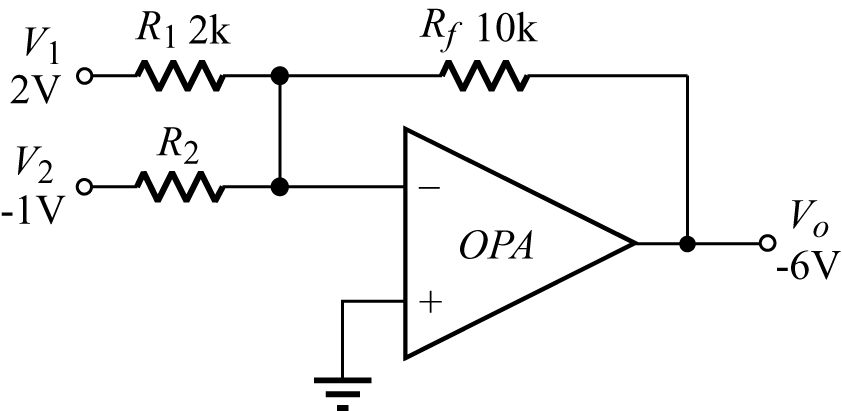 R1 2k
Rf 10k
V1
2V
R2
V2
-1V
−
OPA
+
Vo
-6V